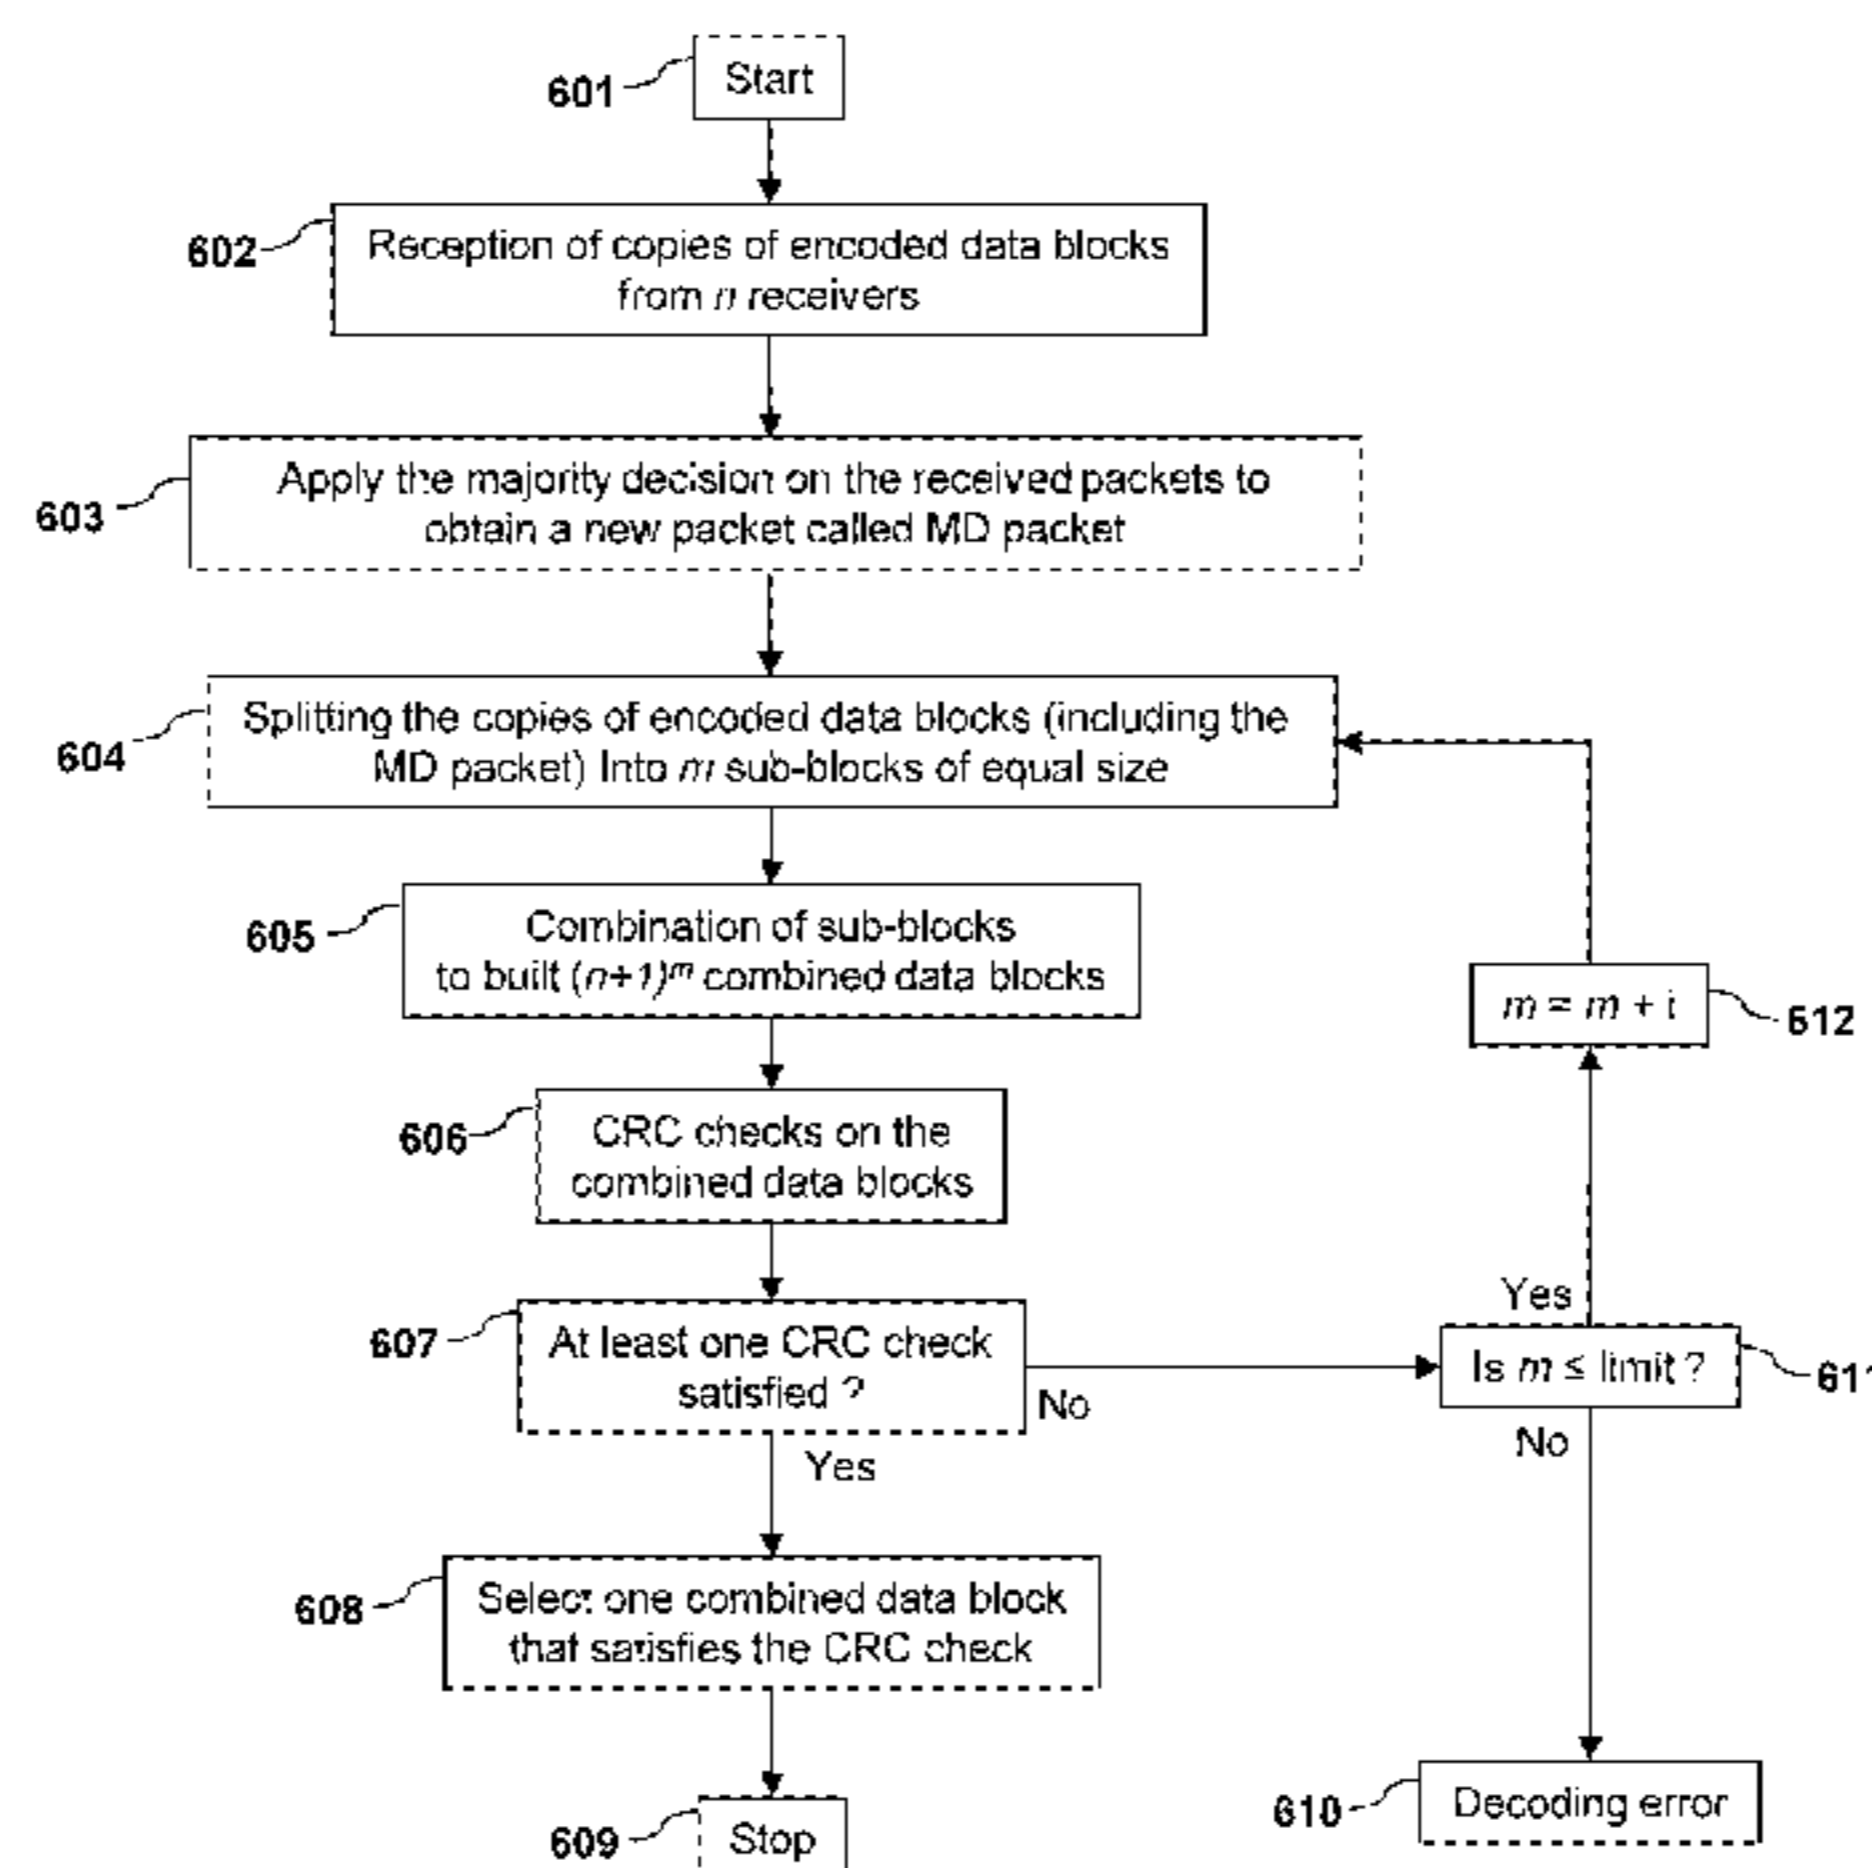 601
Start
602
Reception of copies of encoded data blocks
from n receivers
603
Apply the majority decision on the received packets to
obtain a new packet called MD packet
604
Splitting the copies of encoded data blocks (including the
MD packet) Into m sub-blocks of equal size
605
Combination of sub-blocks
to built (n+1)^m combined data blocks
m = m + i
612
606
CRC checks on the
combined data blocks
607
At least one CRC check
satisfied ?
No
Yes
Yes
Is m ≤ limit ?
611
No
608
Select one combined data block
that satisfies the CRC check
609
Stop
610
Decoding error